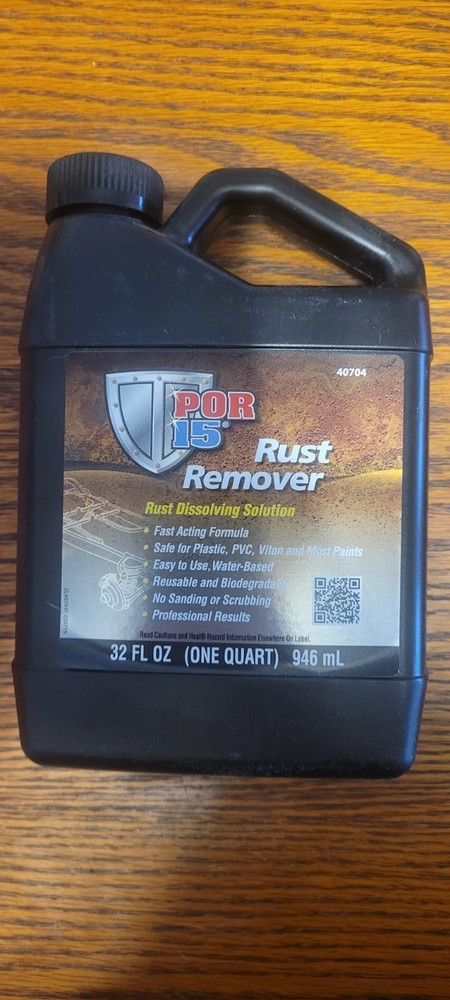 40704
POR
15®
Rust
Remover
Rust Dissolving Solution
• Fast Acting Formula
• Safe for Plastic, PVC, Viton and Most Paints
• Easy to Use, Water-Based
• Reusable and Biodegradable
• No Sanding or Scrubbing
• Professional Results
Read Cautions and Health Hazard Information Elsewhere On Label.
32 FL OZ (ONE QUART) 946 mL